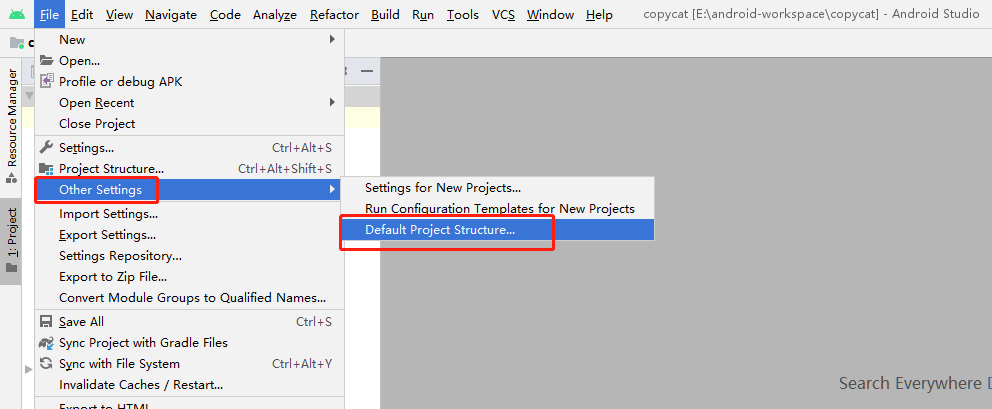 File Edit View Navigate Code Analyze Refactor Build Run Tools VCS Window Help copycat [E:\android-workspace\copycat] - Android Studio
New
Open...
Profile or debug APK
Open Recent
Close Project
Settings... Ctrl+Alt+S
Project Structure... Ctrl+Alt+Shift+S
Other Settings
Settings for New Projects...
Run Configuration Templates for New Projects
Default Project Structure...
Import Settings...
Export Settings...
Settings Repository...
Export to Zip File...
Convert Module Groups to Qualified Names...
Save All Ctrl+S
Sync Project with Gradle Files
Sync with File System Ctrl+Alt+Y
Invalidate Caches / Restart...
Export to HTML
Resource Manager
1: Project
Search Everywhere D